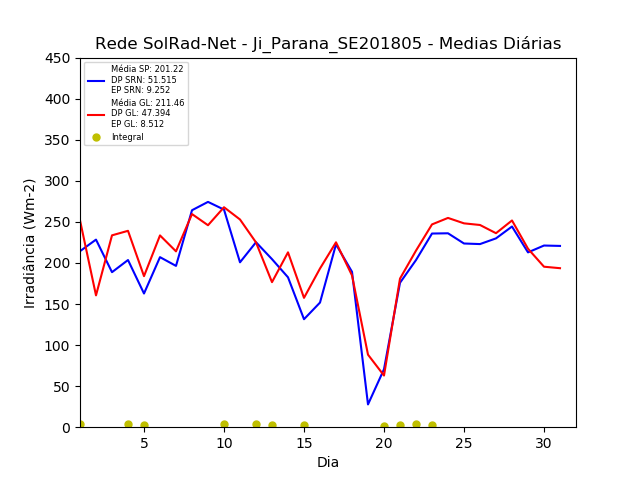 Rede SolRad-Net - Ji_Parana_SE201805 - Medias Diárias
450
400
350
300
250
200
150
100
50
0
Irradiância (Wm-2)
Média SP: 201.22
DP SRN: 51.515
EP SRN: 9.252
Média GL: 211.46
DP GL: 47.394
EP GL: 8.512
Integral
5
10
15
20
25
30
Dia